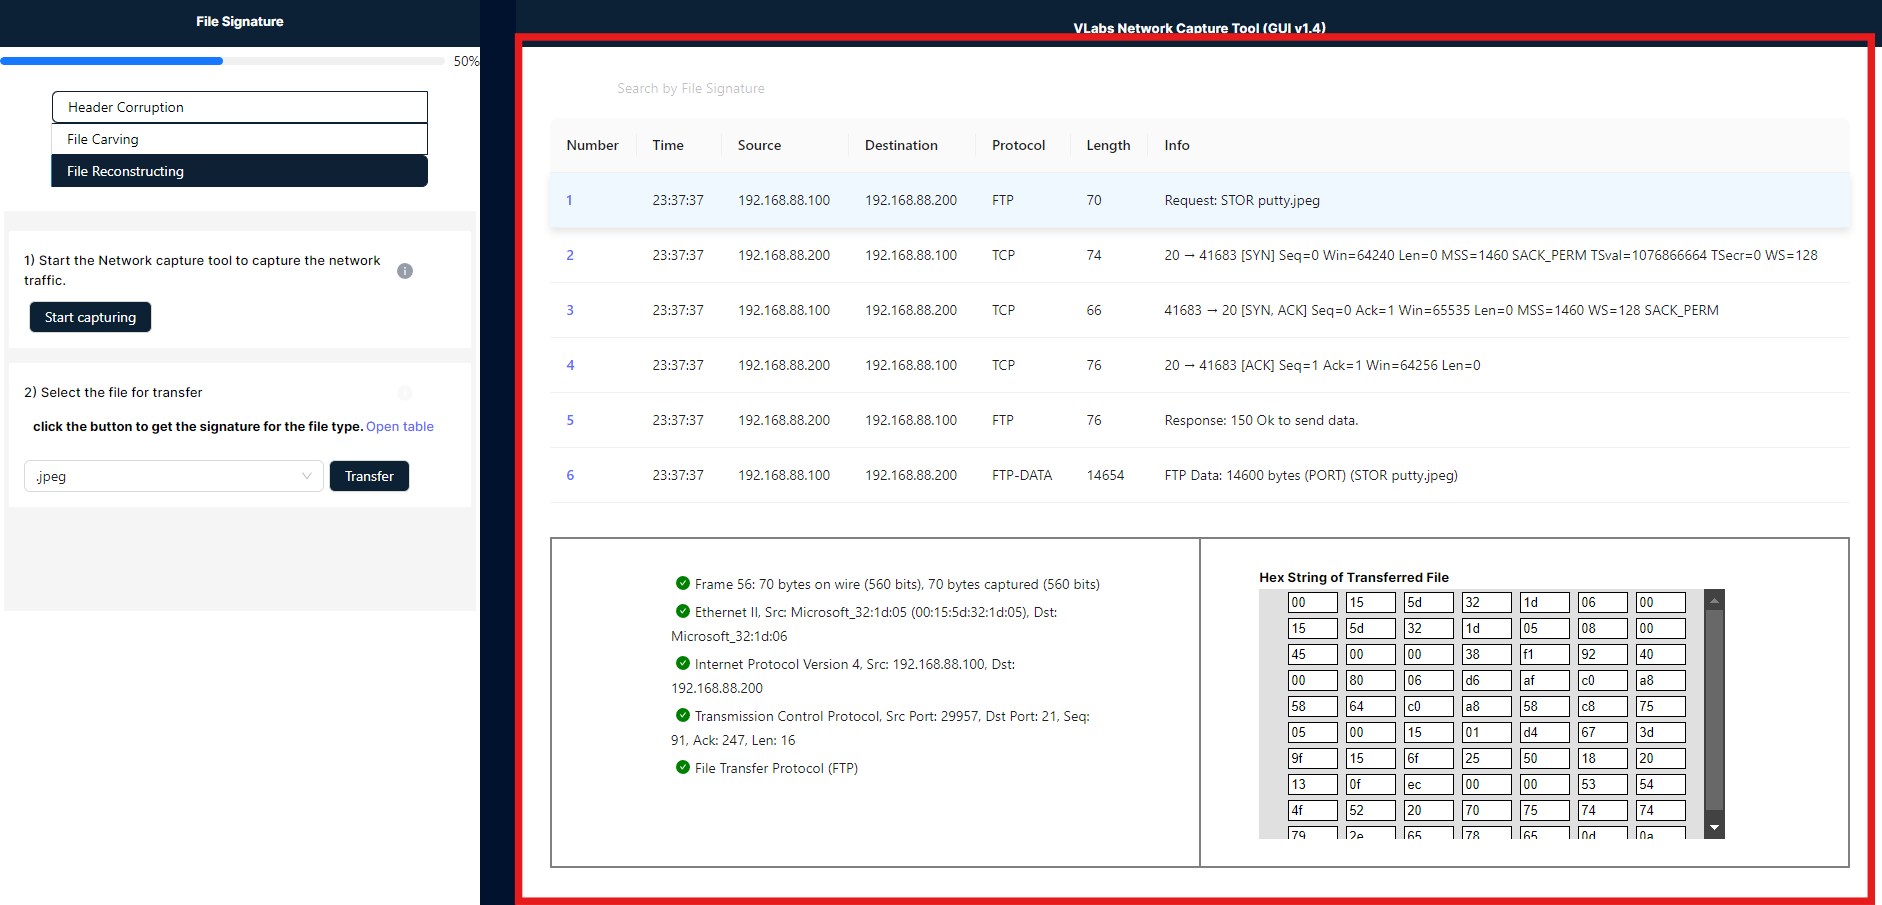 File Signature
50%
Header Corruption
File Carving
File Reconstructing
1) Start the Network capture tool to capture the network
traffic.
Start capturing
2) Select the file for transfer
click the button to get the signature for the file type. Open table
.jpeg
Transfer
VLabs Network Capture Tool (GUI v1.4)
Search by File Signature
Number Time Source Destination Protocol Length Info
1 23:37:37 192.168.88.100 192.168.88.200 FTP 70 Request: STOR putty.jpeg
2 23:37:37 192.168.88.200 192.168.88.100 TCP 74 20 → 41683 [SYN] Seq=0 Win=64240 Len=0 MSS=1460 SACK_PERM TSval=1076866664 TSecr=0 WS=128
3 23:37:37 192.168.88.100 192.168.88.200 TCP 66 41683 → 20 [SYN, ACK] Seq=0 Ack=1 Win=65535 Len=0 MSS=1460 WS=128 SACK_PERM
4 23:37:37 192.168.88.200 192.168.88.100 TCP 76 20 → 41683 [ACK] Seq=1 Ack=1 Win=64256 Len=0
5 23:37:37 192.168.88.200 192.168.88.100 FTP 76 Response: 150 Ok to send data.
6 23:37:37 192.168.88.100 192.168.88.200 FTP-DATA 14654 FTP Data: 14600 bytes (PORT) (STOR putty.jpeg)
Frame 56: 70 bytes on wire (560 bits), 70 bytes captured (560 bits)
Ethernet II, Src: Microsoft_32:1d:05 (00:15:5d:32:1d:05), Dst:
Microsoft_32:1d:06
Internet Protocol Version 4, Src: 192.168.88.100, Dst:
192.168.88.200
Transmission Control Protocol, Src Port: 29957, Dst Port: 21, Seq:
91, Ack: 247, Len: 16
File Transfer Protocol (FTP)
Hex String of Transferred File
00 15 5d 32 1d 06 00
15 5d 32 1d 05 08 00
45 00 00 38 f1 92 40
00 80 06 d6 af c0 a8
58 64 c0 a8 58 c8 75
05 00 15 01 d4 67 3d
9f 15 6f 25 50 18 20
13 0f ec 00 00 53 54
4f 52 20 70 75 74 74
79 2e 65 78 65 0d 0a